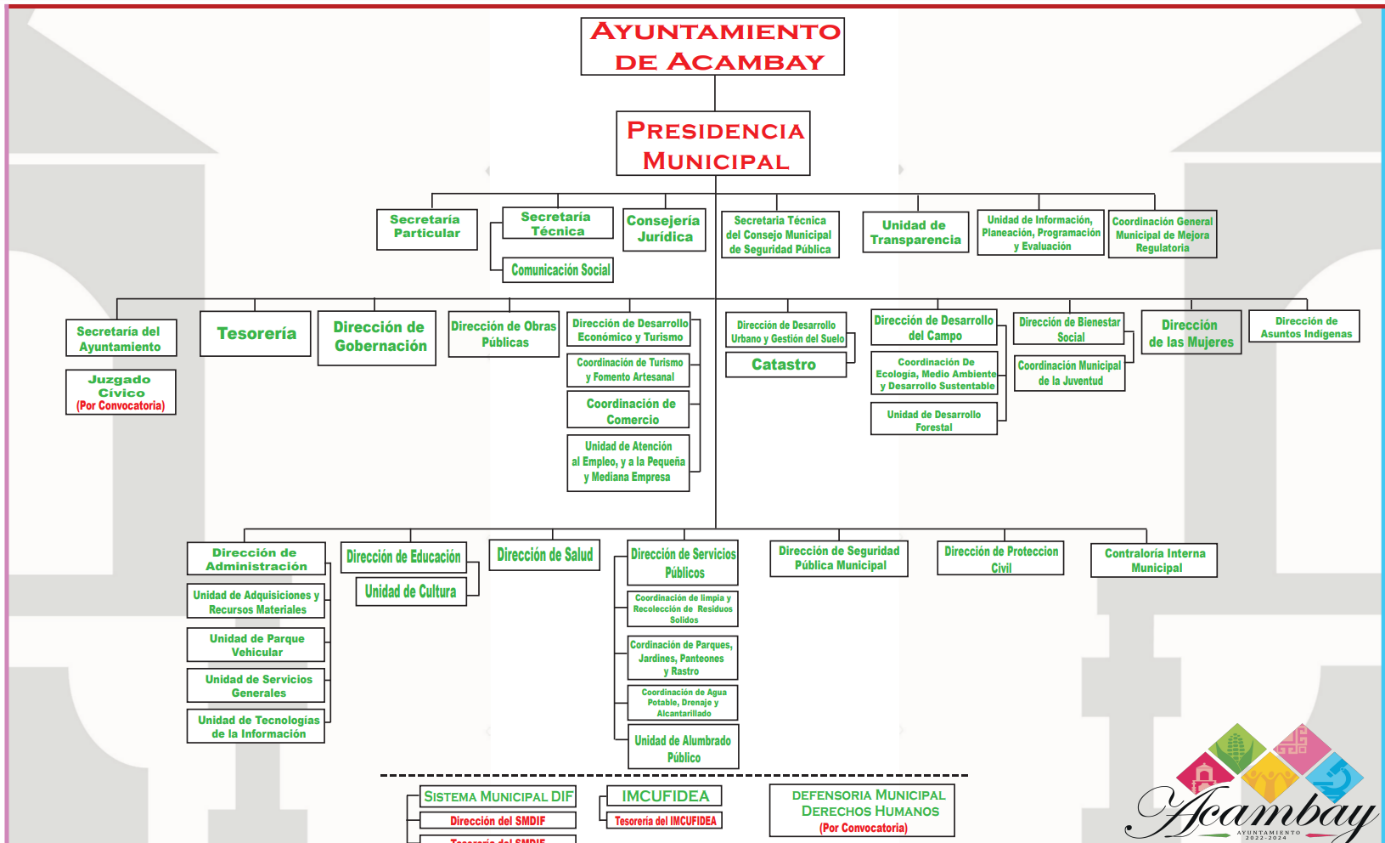 AYUNTAMIENTO
DE ACAMBAY
PRESIDENCIA
MUNICIPAL
Secretaría
Particular
Secretaría
Técnica
Comunicación Social
Consejería
Jurídica
Secretaria Técnica
del Consejo Municipal
de Seguridad Pública
Unidad de
Transparencia
Unidad de Información,
Planeación, Programación
y Evaluación
Coordinación General
Municipal de Mejora
Regulatoria
Secretaría del
Ayuntamiento
Juzgado
Cívico
(Por Convocatoria)
Tesorería
Dirección de
Gobernación
Dirección de Obras
Públicas
Dirección de Desarrollo
Económico y Turismo
Coordinación de Turismo
y Fomento Artesanal
Coordinación de
Comercio
Unidad de Atención
al Empleo, y a la Pequeña
y Mediana Empresa
Dirección de Desarrollo
Urbano y Gestión del Suelo
Catastro
Dirección de Desarrollo
del Campo
Coordinación De
Ecología, Medio Ambiente
y Desarrollo Sustentable
Unidad de Desarrollo
Forestal
Dirección de Bienestar
Social
Coordinación Municipal
de la Juventud
Dirección
de las Mujeres
Dirección de
Asuntos Indígenas
Dirección de
Administración
Unidad de Adquisiciones y
Recursos Materiales
Unidad de Parque
Vehicular
Unidad de Servicios
Generales
Unidad de Tecnologías
de la Información
Dirección de Educación
Unidad de Cultura
Dirección de Salud
Dirección de Servicios
Públicos
Coordinación de limpia y
Recolección de Residuos
Solidos
Cordinación de Parques,
Jardines, Panteones
y Rastro
Coordinación de Agua
Potable, Drenaje y
Alcantarillado
Unidad de Alumbrado
Público
Dirección de Seguridad
Pública Municipal
Dirección de Proteccion
Civil
Contraloría Interna
Municipal
SISTEMA MUNICIPAL DIF
Dirección del SMDIF
Tesorería del SMDIF
IMCUFIDEA
Tesorería del IMCUFIDEA
DEFENSORIA MUNICIPAL
DERECHOS HUMANOS
(Por Convocatoria)
Acambay
AYUNTAMIENTO
2022-2024